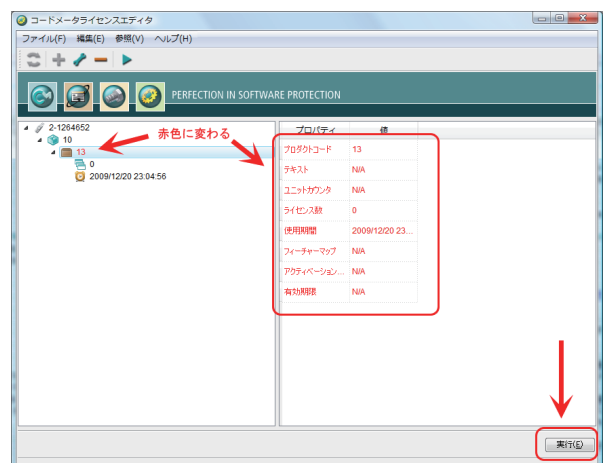 コードメータライセンスエディタ
ファイル(F) 編集(E) 参照(V) ヘルプ(H)
PERFECTION IN SOFTWARE PROTECTION
2-1264652
10
13
0
2009/12/20 23:04:56
赤色に変わる
プロパティ 値
プロダクトコード 13
テキスト N/A
ユニットカウンタ N/A
ライセンス数 0
使用期間 2009/12/20 23...
フィーチャーマップ N/A
アクティベーション... N/A
有効期限 N/A
実行(E)